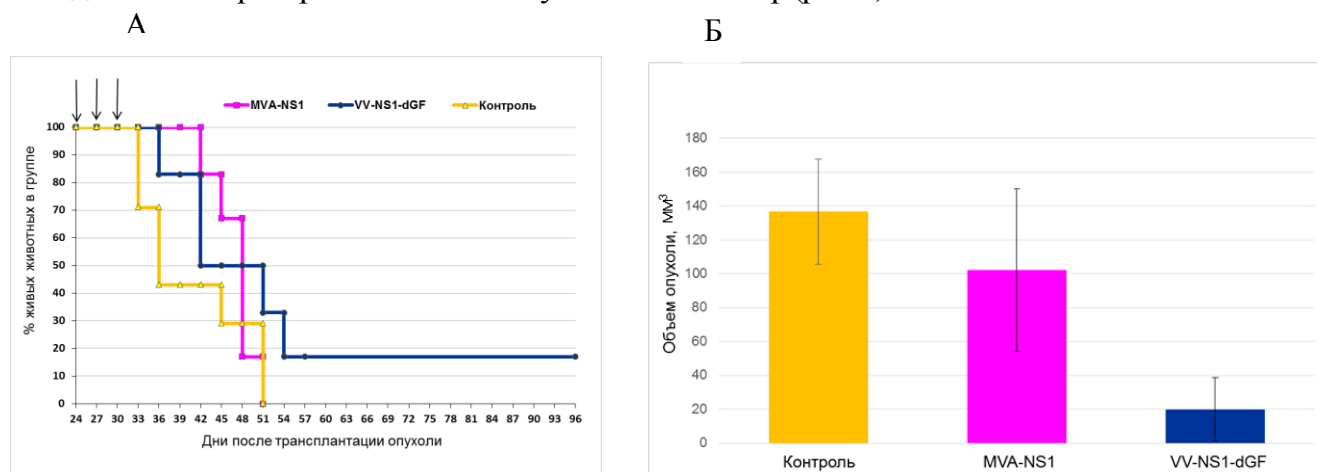 А
Б
MVA-NS1 VV-NS1-dGF Контроль
% живых животных в группе
100
90
80
70
60
50
40
30
20
10
0
24 27 30 33 36 39 42 45 48 51 54 57 60 63 66 69 72 75 78 81 84 87 90 93 96
Дни после трансплантации опухоли
Объем опухоли, мм³
180
160
140
120
100
80
60
40
20
0
Контроль MVA-NS1 VV-NS1-dGF